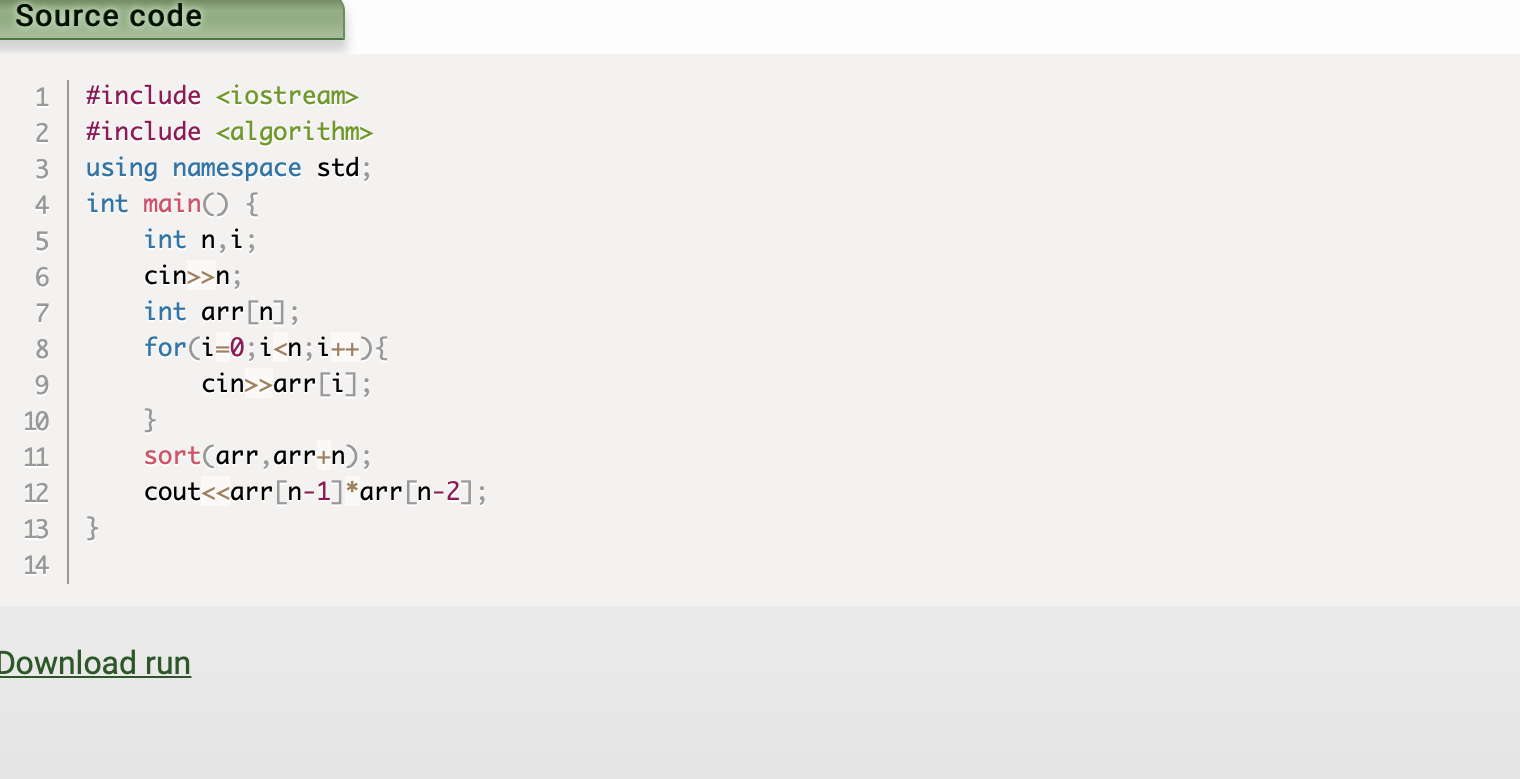 Source code
1 #include <iostream>
2 #include <algorithm>
3 using namespace std;
4 int main() {
5     int n,i;
6     cin>>n;
7     int arr[n];
8     for(i=0;i<n;i++){
9         cin>>arr[i];
10     }
11     sort(arr,arr+n);
12     cout<<arr[n-1]*arr[n-2];
13 }
14
Download run